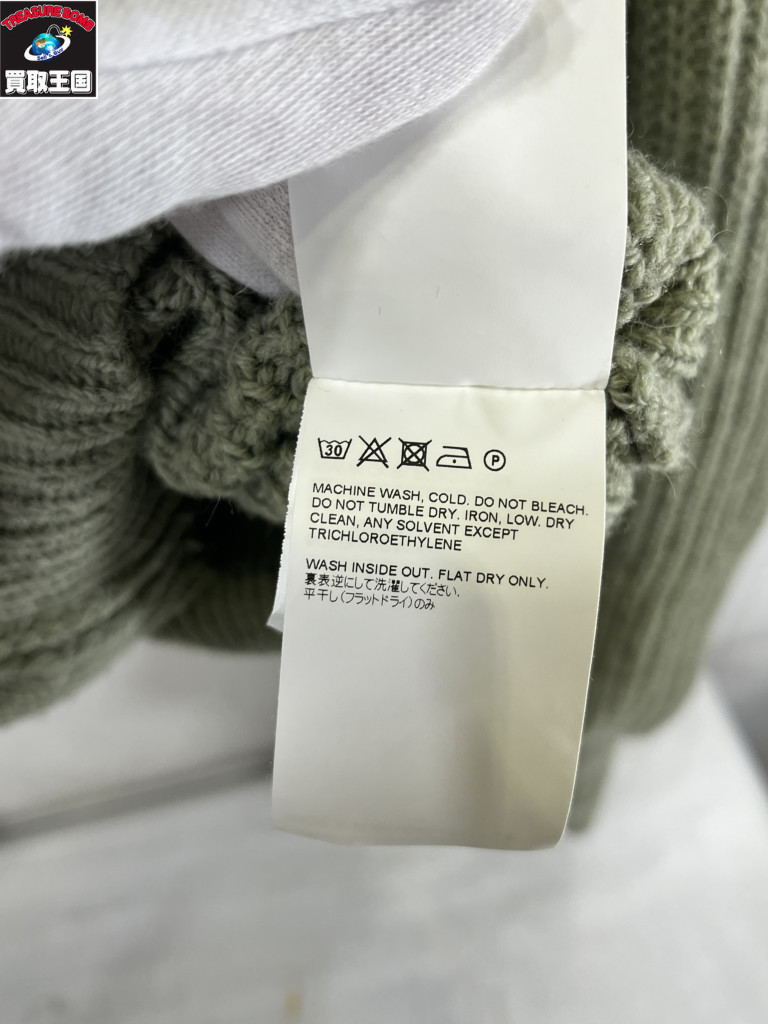 TREASURE BOMB
買取王国
30
P
MACHINE WASH, COLD. DO NOT BLEACH.
DO NOT TUMBLE DRY. IRON, LOW. DRY
CLEAN, ANY SOLVENT EXCEPT
TRICHLOROETHYLENE
WASH INSIDE OUT. FLAT DRY ONLY.
裏表逆にして洗濯してください.
平干し(フラットドライ)のみ